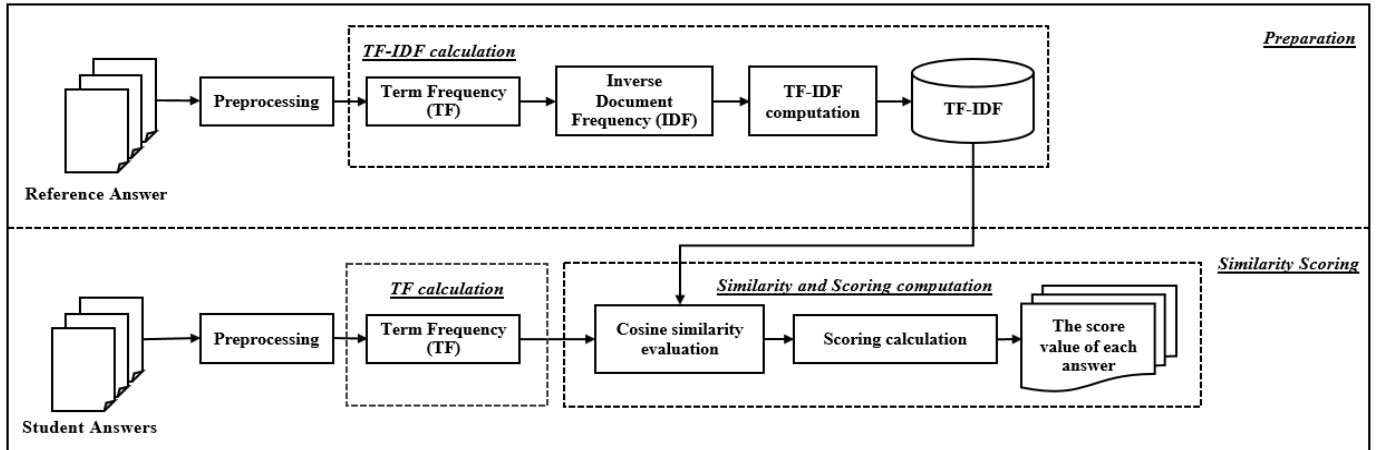 Preparation
TF-IDF calculation
Preprocessing
Term Frequency
(TF)
Inverse
Document
Frequency (IDF)
TF-IDF
computation
TF-IDF
Reference Answer
Similarity Scoring
TF calculation
Similarity and Scoring computation
Preprocessing
Term Frequency
(TF)
Cosine similarity
evaluation
Scoring calculation
The score
value of each
answer
Student Answers